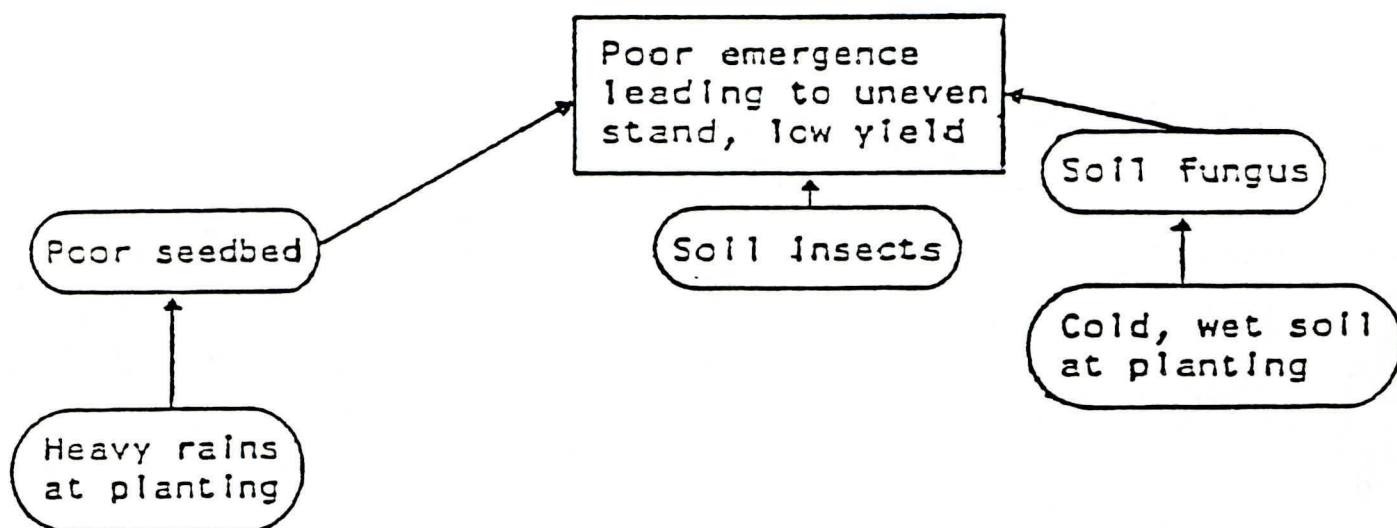 Poor emergence
leading to uneven
stand, low yield
Soil fungus
Poor seedbed
Soil insects
Cold, wet soil
at planting
Heavy rains
at planting